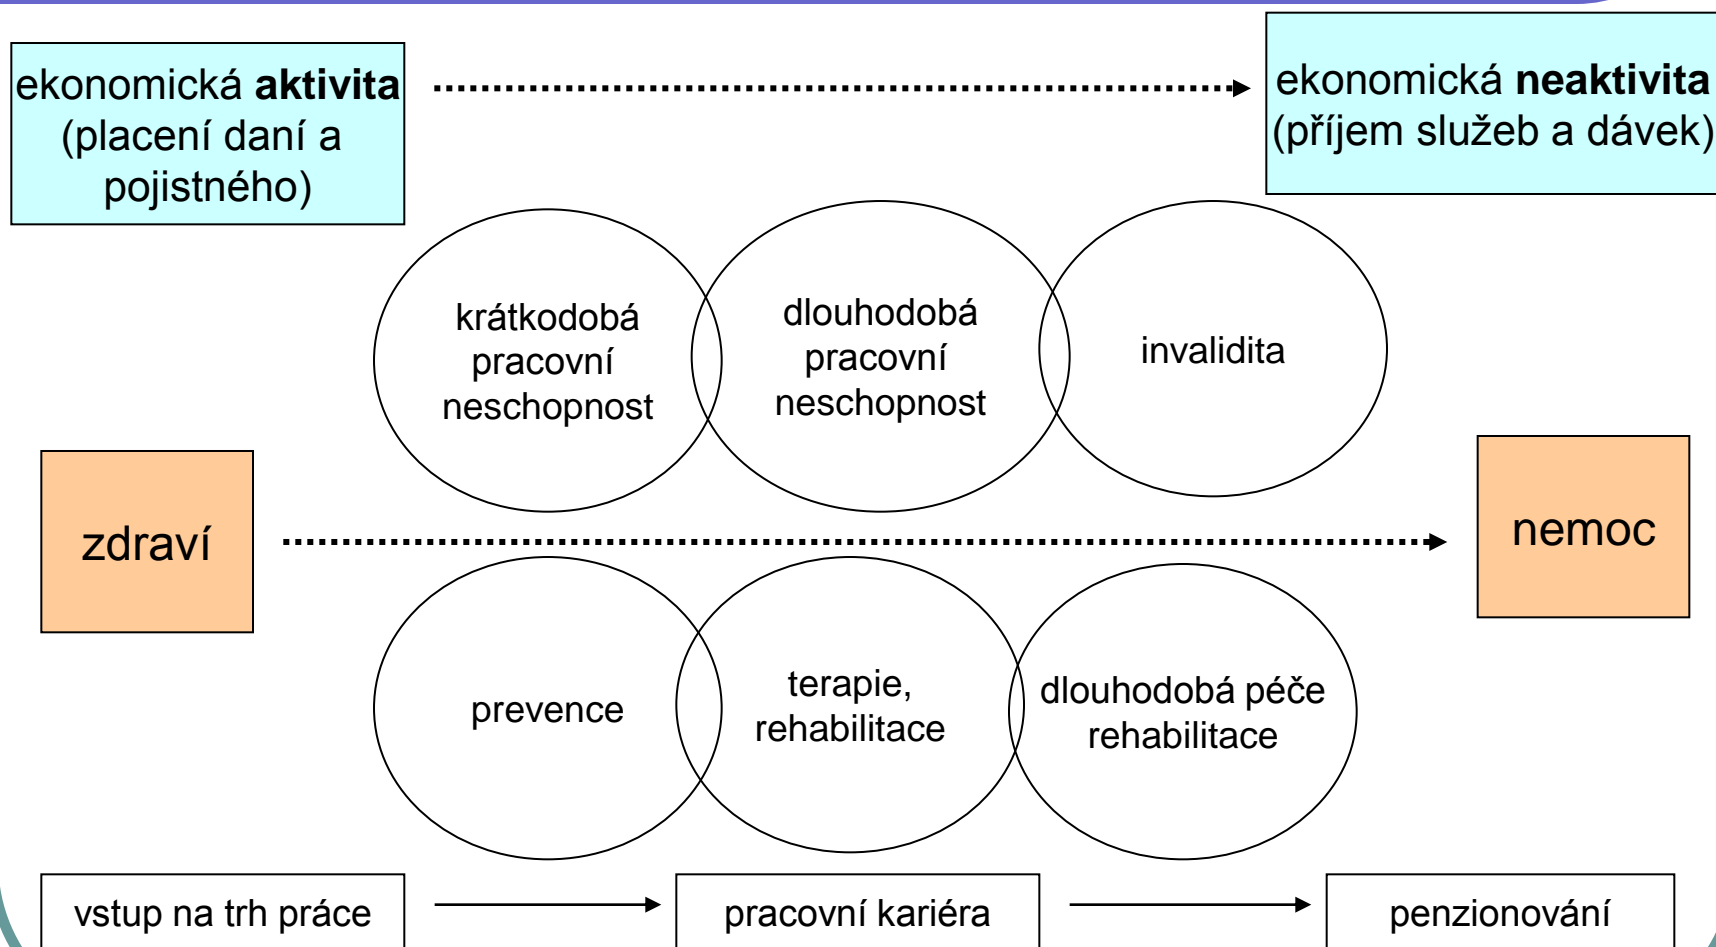 ekonomická aktivita
(placení daní a
pojistného)
ekonomická neaktivita
(příjem služeb a dávek)
krátkodobá
pracovní
neschopnost
dlouhodobá
pracovní
neschopnost
invalidita
zdraví
nemoc
prevence
terapie,
rehabilitace
dlouhodobá péče
rehabilitace
vstup na trh práce
pracovní kariéra
penzionování